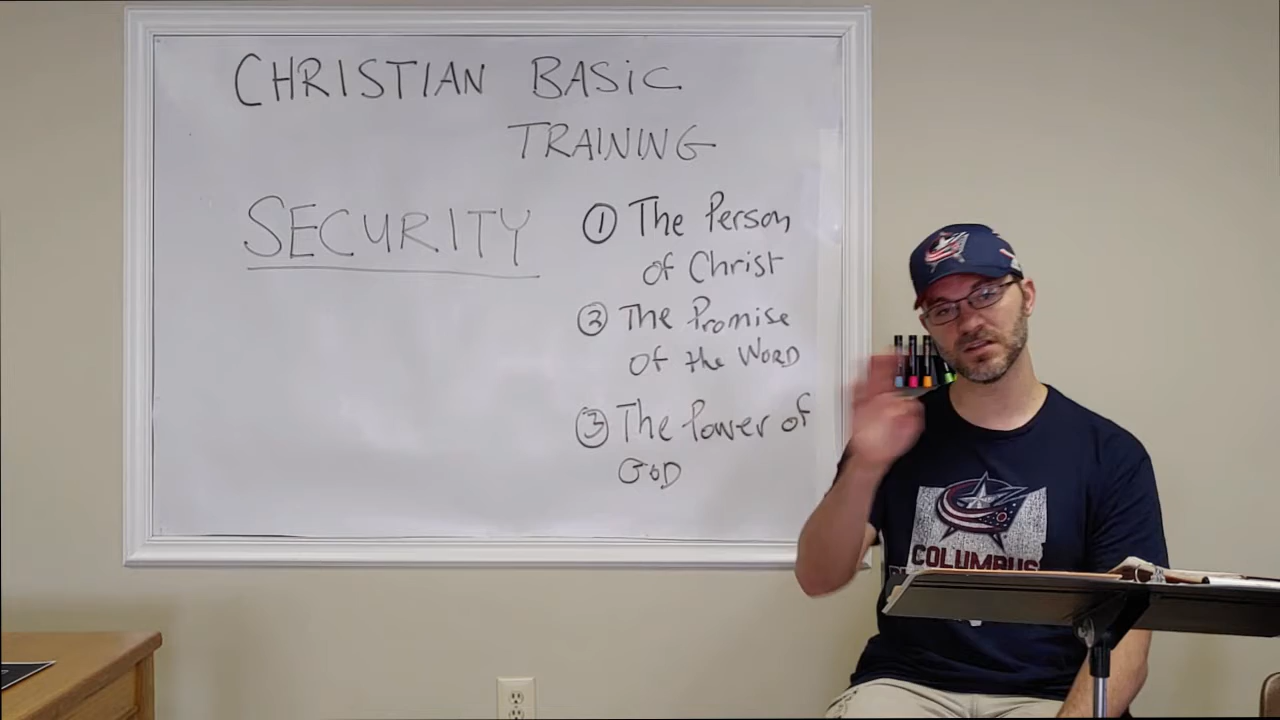 CHRISTIAN BASiC
TRAINING
SECURITY
① The Person
of Christ
② The Promise
of the WORD
③ The Power of
GOD
COLUMBUS